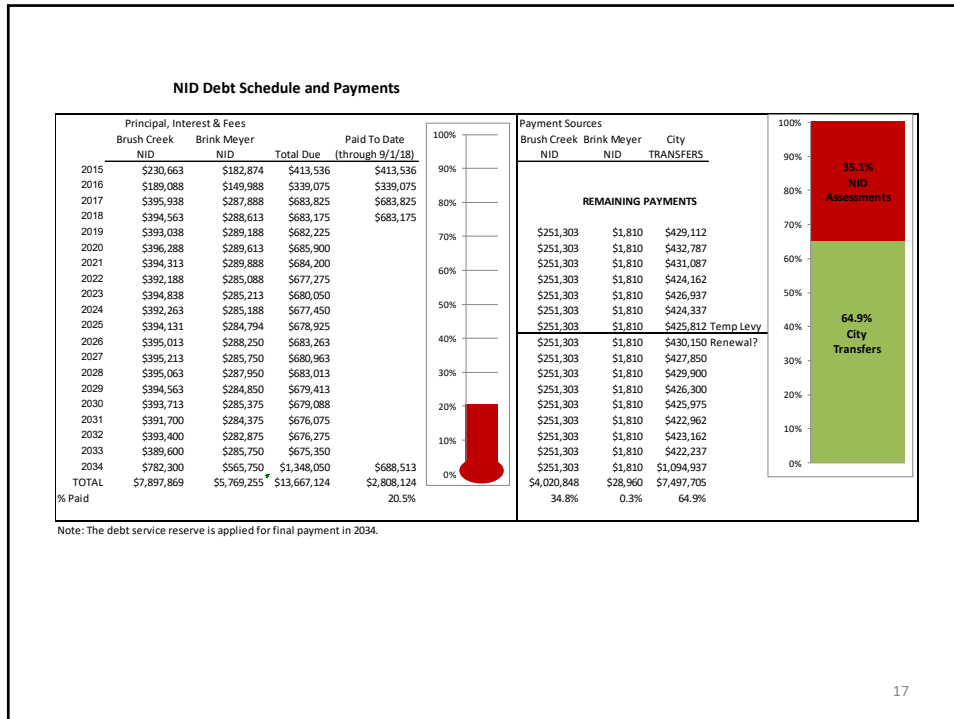 NID Debt Schedule and Payments
Principal, Interest & Fees
Brush Creek Brink Meyer Paid To Date
NID NID Total Due (through 9/1/18)
2015 $230,663 $182,874 $413,536 $413,536
2016 $189,088 $149,988 $339,075 $339,075
2017 $395,938 $287,888 $683,825 $683,825
2018 $394,563 $288,613 $683,175 $683,175
2019 $393,038 $289,188 $682,225
2020 $396,288 $289,613 $685,900
2021 $394,313 $289,888 $684,200
2022 $392,188 $285,088 $677,275
2023 $394,838 $285,213 $680,050
2024 $392,263 $285,188 $677,450
2025 $394,131 $284,794 $678,925
2026 $395,013 $288,250 $683,263
2027 $395,213 $285,750 $680,963
2028 $395,063 $287,950 $683,013
2029 $394,563 $284,850 $679,413
2030 $393,713 $285,375 $679,088
2031 $391,700 $284,375 $676,075
2032 $393,400 $282,875 $676,275
2033 $389,600 $285,750 $675,350
2034 $782,300 $565,750 $1,348,050 $688,513
TOTAL $7,897,869 $5,769,255 $13,667,124 $2,808,124
% Paid 20.5%
100%
90%
80%
70%
60%
50%
40%
30%
20%
10%
0%
Payment Sources
Brush Creek Brink Meyer City
NID NID TRANSFERS
REMAINING PAYMENTS
$251,303 $1,810 $429,112
$251,303 $1,810 $432,787
$251,303 $1,810 $431,087
$251,303 $1,810 $424,162
$251,303 $1,810 $426,937
$251,303 $1,810 $424,337
$251,303 $1,810 $425,812 Temp Levy
$251,303 $1,810 $430,150 Renewal?
$251,303 $1,810 $427,850
$251,303 $1,810 $429,900
$251,303 $1,810 $426,300
$251,303 $1,810 $425,975
$251,303 $1,810 $422,962
$251,303 $1,810 $423,162
$251,303 $1,810 $422,237
$251,303 $1,810 $1,094,937
$4,020,848 $28,960 $7,497,705
34.8% 0.3% 64.9%
100%
90%
80%
70%
60%
50%
40%
30%
20%
10%
0%
35.1%
NID
Assessments
64.9%
City
Transfers
Note: The debt service reserve is applied for final payment in 2034.
17